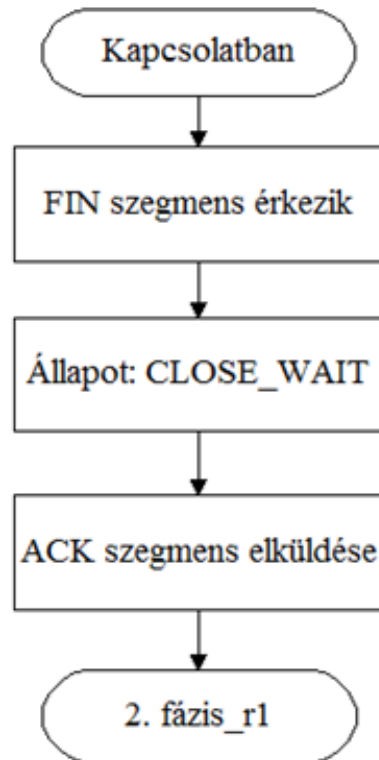 Kapcsolatban
FIN szegmens érkezik
Állapot: CLOSE_WAIT
ACK szegmens elküldése
2. fázis_r1